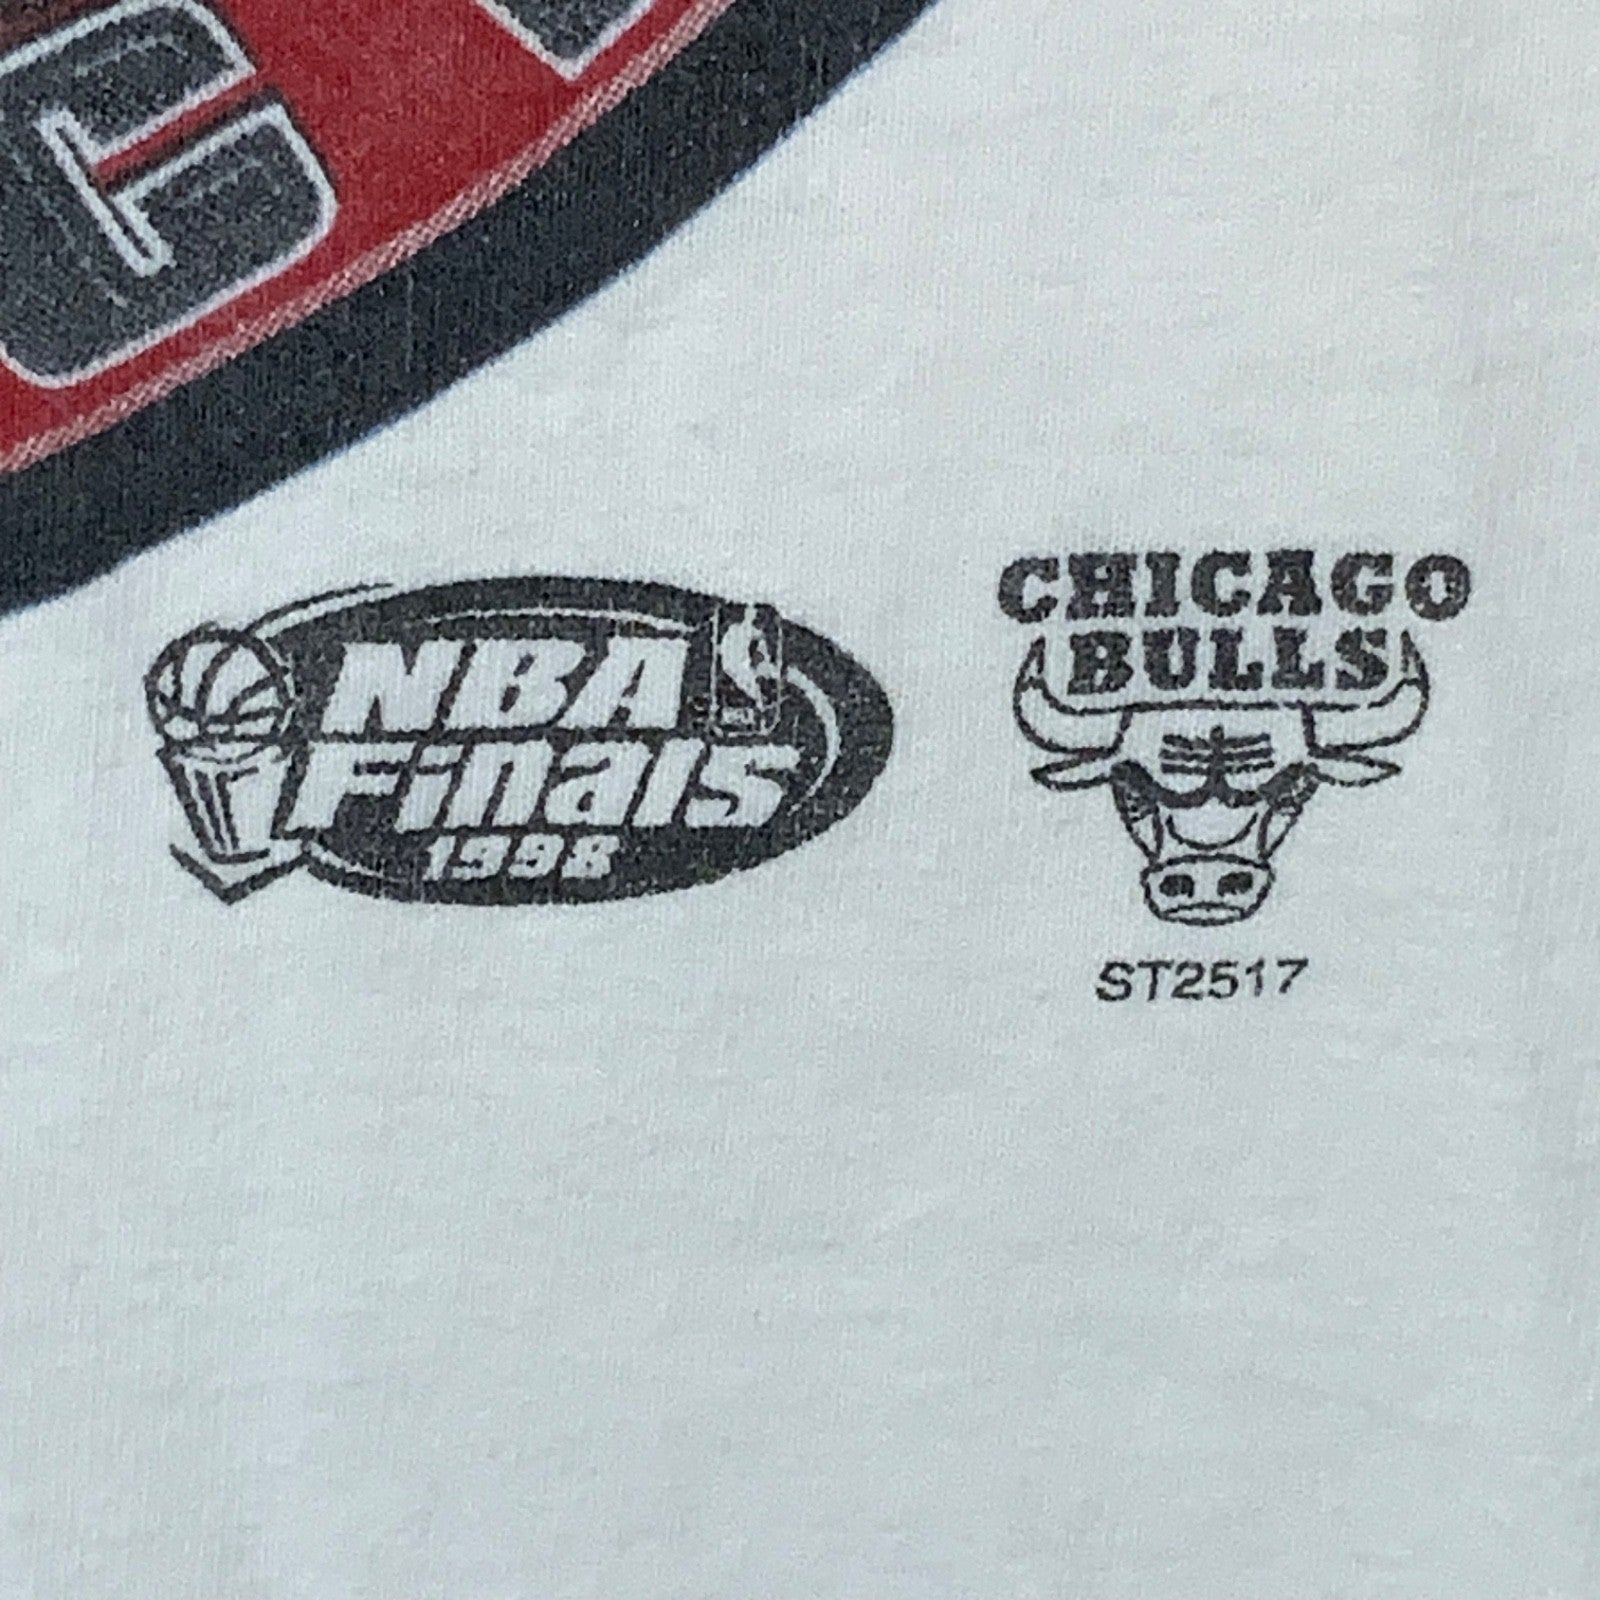 NBA
Finals
1998
CHICAGO
BULLS
ST2517